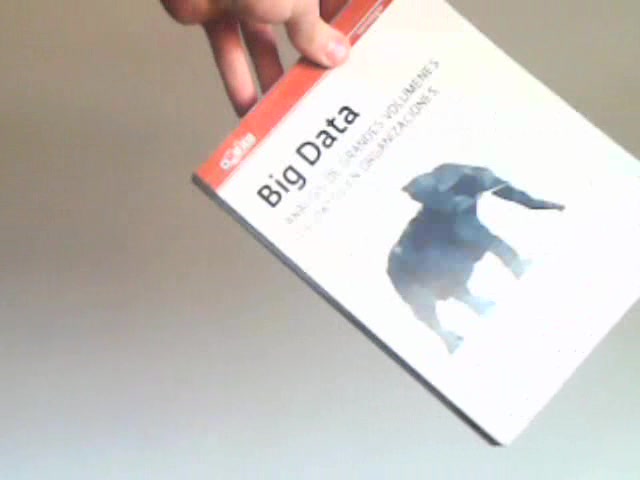 Big Data
ANÁLISIS DE GRANDES VOLÚMENES
DE DATOS EN ORGANIZACIONES